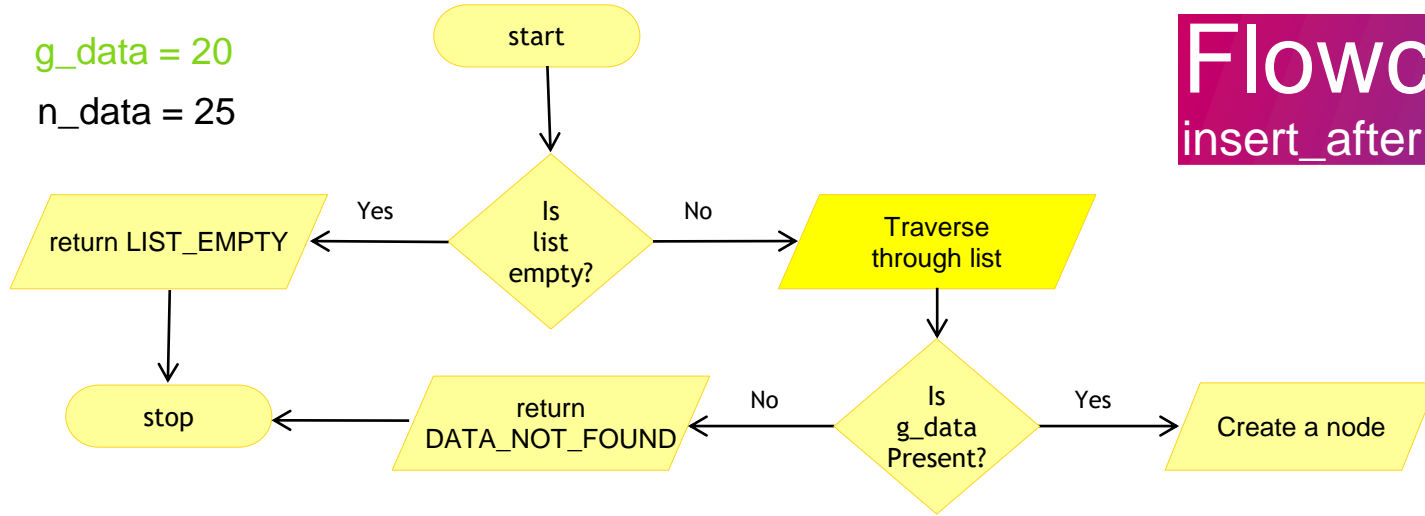 start
g_data = 20
n_data = 25
Flowc
insert_after
Yes
Is
list
empty?
No
return LIST_EMPTY
Traverse
through list
stop
return
DATA_NOT_FOUND
No
Is
g_data
Present?
Yes
Create a node